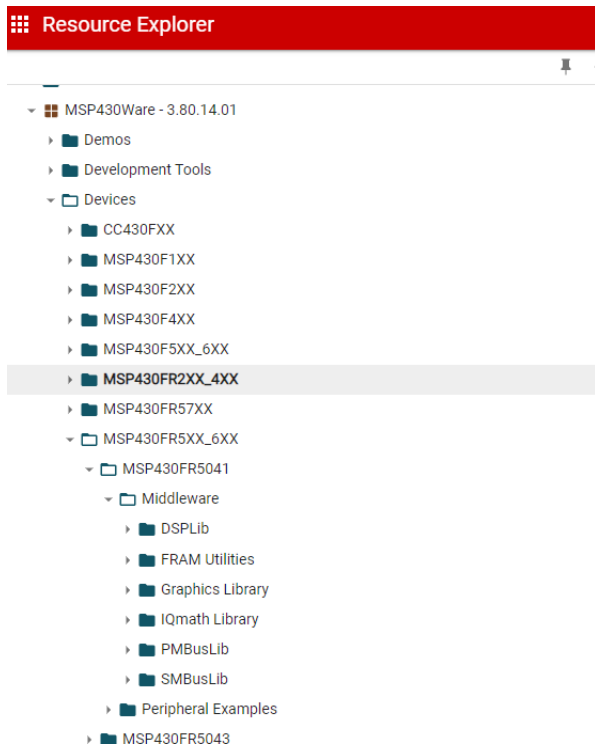 Resource Explorer
MSP430Ware - 3.80.14.01
Demos
Development Tools
Devices
CC430FXX
MSP430F1XX
MSP430F2XX
MSP430F4XX
MSP430F5XX_6XX
MSP430FR2XX_4XX
MSP430FR57XX
MSP430FR5XX_6XX
MSP430FR5041
Middleware
DSPLib
FRAM Utilities
Graphics Library
IQmath Library
PMBusLib
SMBusLib
Peripheral Examples
MSP430FR5043